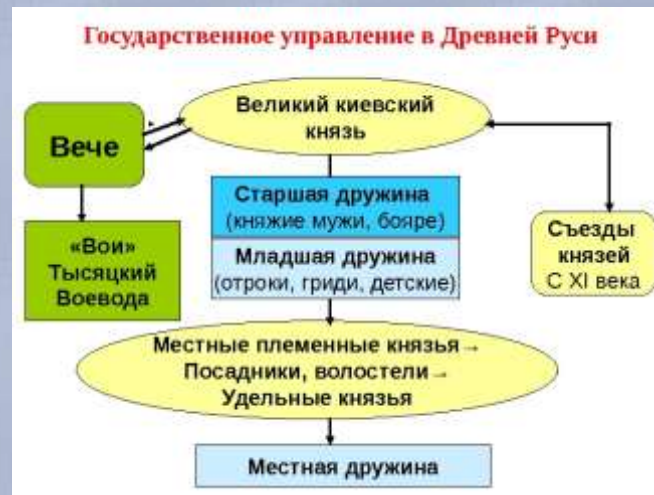 Государственное управление в Древней Руси
Великий киевский
князь
Вече
Старшая дружина
(княжие мужи, бояре)
Младшая дружина
(отроки, гриди, детские)
«Вои»
Тысяцкий
Воевода
Съезды
князей
С XI века
Местные племенные князья→
Посадники, волостели→
Удельные князья
Местная дружина